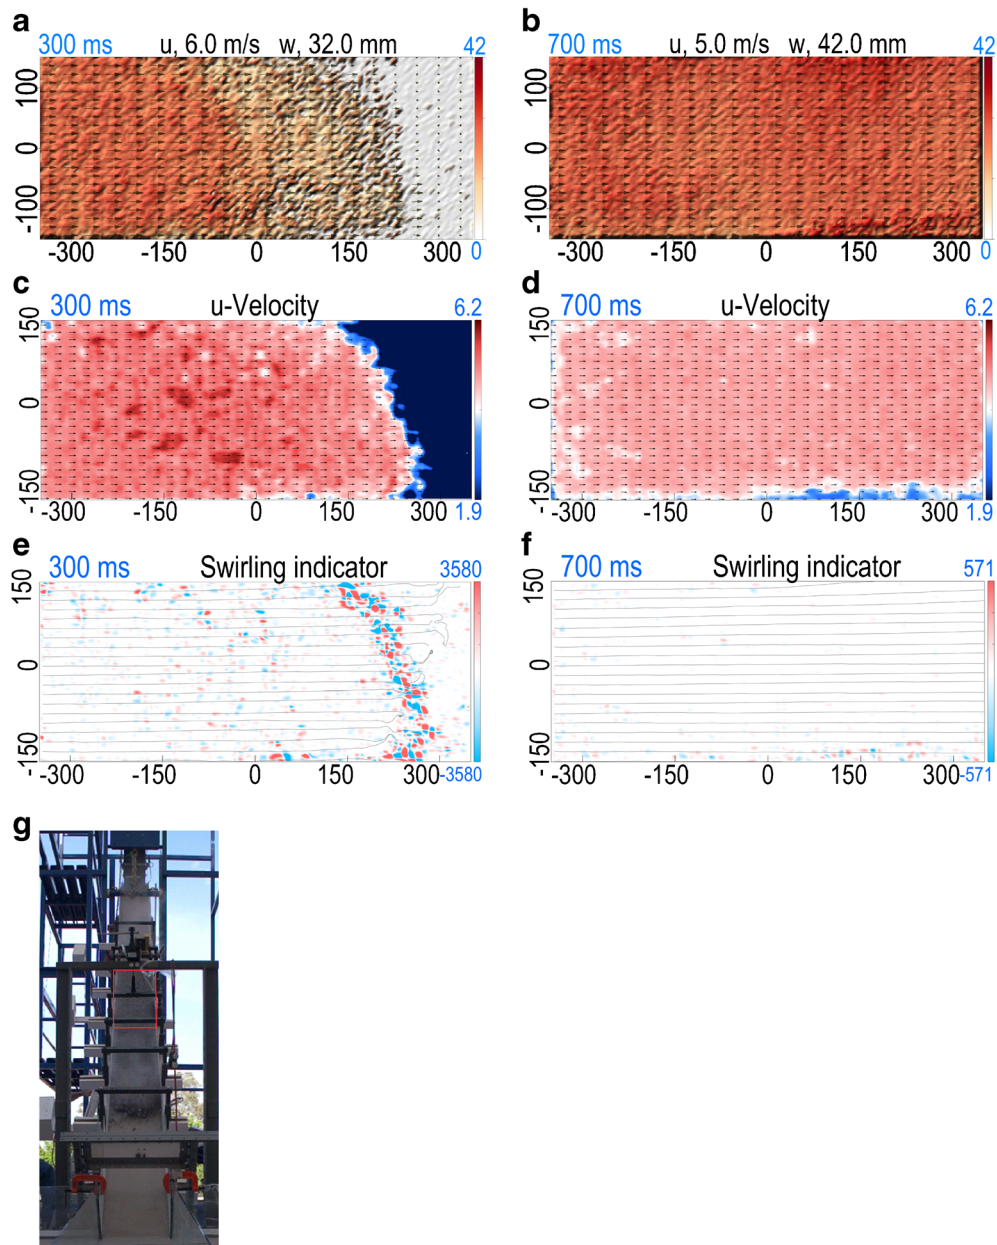 a
300 ms u, 6.0 m/s w, 32.0 mm 42
100
0
-100
-300 -150 0 150 300 0
b
700 ms u, 5.0 m/s w, 42.0 mm 42
100
0
-100
-300 -150 0 150 300 0
c
300 ms u-Velocity 6.2
150
0
-150
-300 -150 0 150 300 1.9
d
700 ms u-Velocity 6.2
150
0
-150
-300 -150 0 150 300 1.9
e
300 ms Swirling indicator 3580
150
0
-150
-300 -150 0 150 300 -3580
f
700 ms Swirling indicator 571
150
0
-150
-300 -150 0 150 300 -571
g